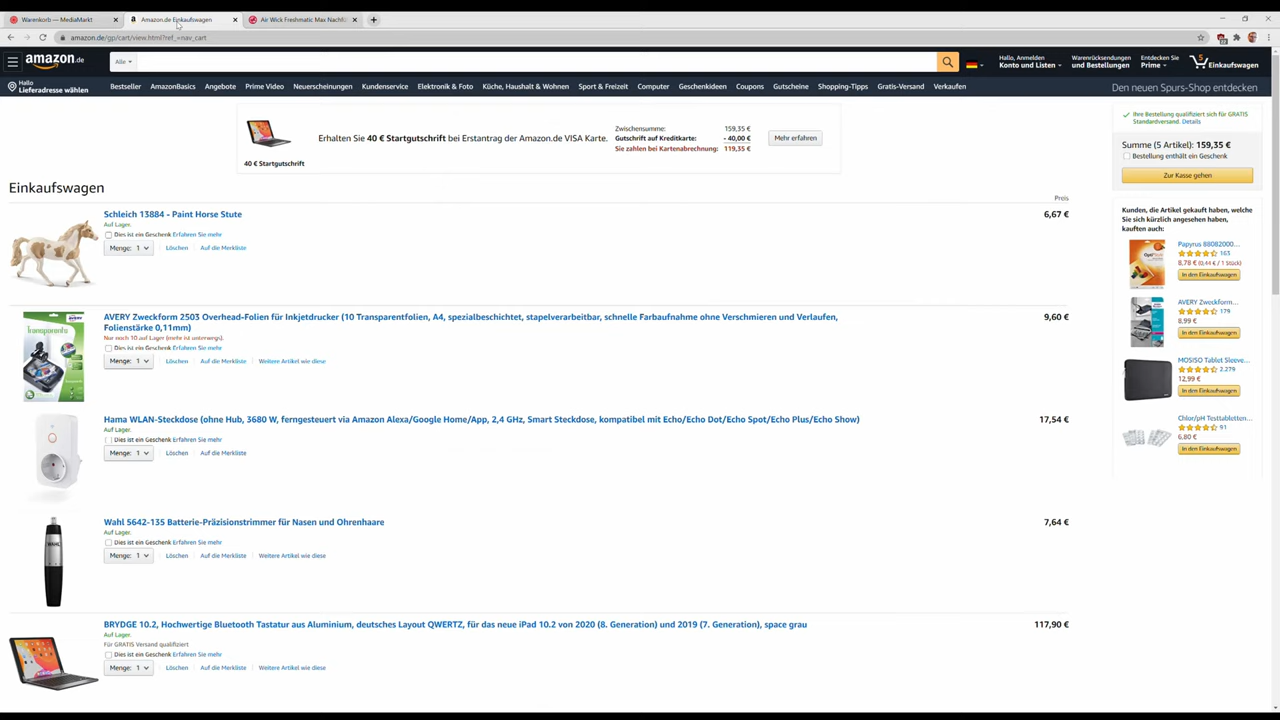 Warenkorb — MediaMarkt
Amazon.de Einkaufswagen
Air Wick Freshmatic Max Nachfü
amazon.de/gp/cart/view.html?ref_=nav_cart
amazon.de
Alle
Hallo, Anmelden
Konto und Listen
Warenrücksendungen
und Bestellungen
Entdecken Sie
Prime
5
Einkaufswagen
Hallo
Lieferadresse wählen
Bestseller
AmazonBasics
Angebote
Prime Video
Neuerscheinungen
Kundenservice
Elektronik & Foto
Küche, Haushalt & Wohnen
Sport & Freizeit
Computer
Geschenkideen
Coupons
Gutscheine
Shopping-Tipps
Gratis-Versand
Verkaufen
Den neuen Spurs-Shop entdecken
40 € Startgutschrift
Erhalten Sie 40 € Startgutschrift bei Erstantrag der Amazon.de VISA Karte.
Zwischensumme: 159,35 €
Gutschrift auf Kreditkarte: - 40,00 €
Sie zahlen bei Kartenabrechnung: 119,35 €
Mehr erfahren
Ihre Bestellung qualifiziert sich für GRATIS
Standardversand. Details
Summe (5 Artikel): 159,35 €
Bestellung enthält ein Geschenk
Zur Kasse gehen
Einkaufswagen
Preis
Schleich 13884 - Paint Horse Stute
6,67 €
Auf Lager.
Dies ist ein Geschenk Erfahren Sie mehr
Menge: 1
Löschen
Auf die Merkliste
AVERY Zweckform 2503 Overhead-Folien für Inkjetdrucker (10 Transparentfolien, A4, spezialbeschichtet, stapelverarbeitbar, schnelle Farbaufnahme ohne Verschmieren und Verlaufen,
Folienstärke 0,11mm)
9,60 €
Nur noch 10 auf Lager (mehr ist unterwegs).
Dies ist ein Geschenk Erfahren Sie mehr
Menge: 1
Löschen
Auf die Merkliste
Weitere Artikel wie diese
Hama WLAN-Steckdose (ohne Hub, 3680 W, ferngesteuert via Amazon Alexa/Google Home/App, 2,4 GHz, Smart Steckdose, kompatibel mit Echo/Echo Dot/Echo Spot/Echo Plus/Echo Show)
17,54 €
Auf Lager.
Dies ist ein Geschenk Erfahren Sie mehr
Menge: 1
Löschen
Auf die Merkliste
Wahl 5642-135 Batterie-Präzisionstrimmer für Nasen und Ohrenhaare
7,64 €
Auf Lager.
Dies ist ein Geschenk Erfahren Sie mehr
Menge: 1
Löschen
Auf die Merkliste
Weitere Artikel wie diese
BRYDGE 10.2, Hochwertige Bluetooth Tastatur aus Aluminium, deutsches Layout QWERTZ, für das neue iPad 10.2 von 2020 (8. Generation) und 2019 (7. Generation), space grau
117,90 €
Auf Lager.
Für GRATIS Versand qualifiziert
Dies ist ein Geschenk Erfahren Sie mehr
Menge: 1
Löschen
Auf die Merkliste
Weitere Artikel wie diese
Kunden, die Artikel gekauft haben, welche
Sie sich kürzlich angesehen haben,
kauften auch:
Papyrus 88082000...
163
8,78 € (0,44 € / 1 Stück)
In den Einkaufswagen
AVERY Zweckform...
179
8,99 €
In den Einkaufswagen
MOSISO Tablet Sleeve...
2.279
12,99 €
In den Einkaufswagen
Chlor/pH Testtabletten...
91
6,80 €
In den Einkaufswagen